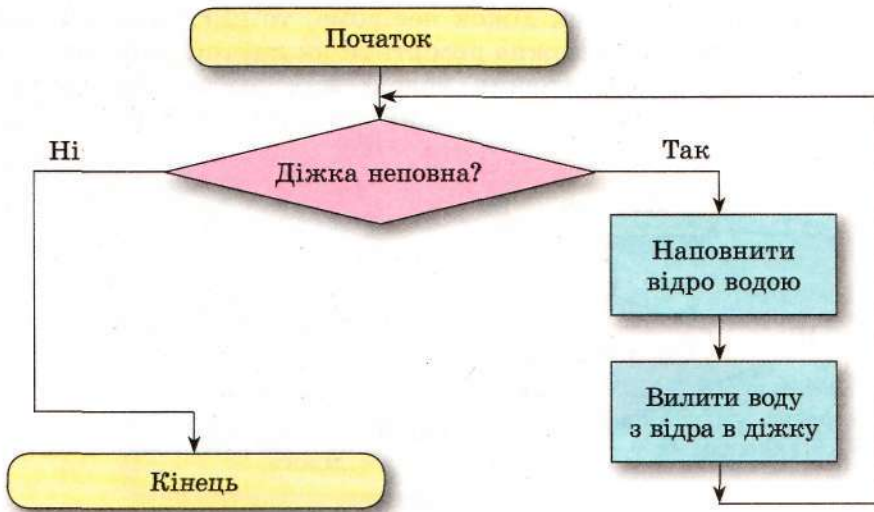 Початок
Ні
Так
Діжка неповна?
Наповнити
відро водою
Вилити воду
з відра в діжку
Кінець